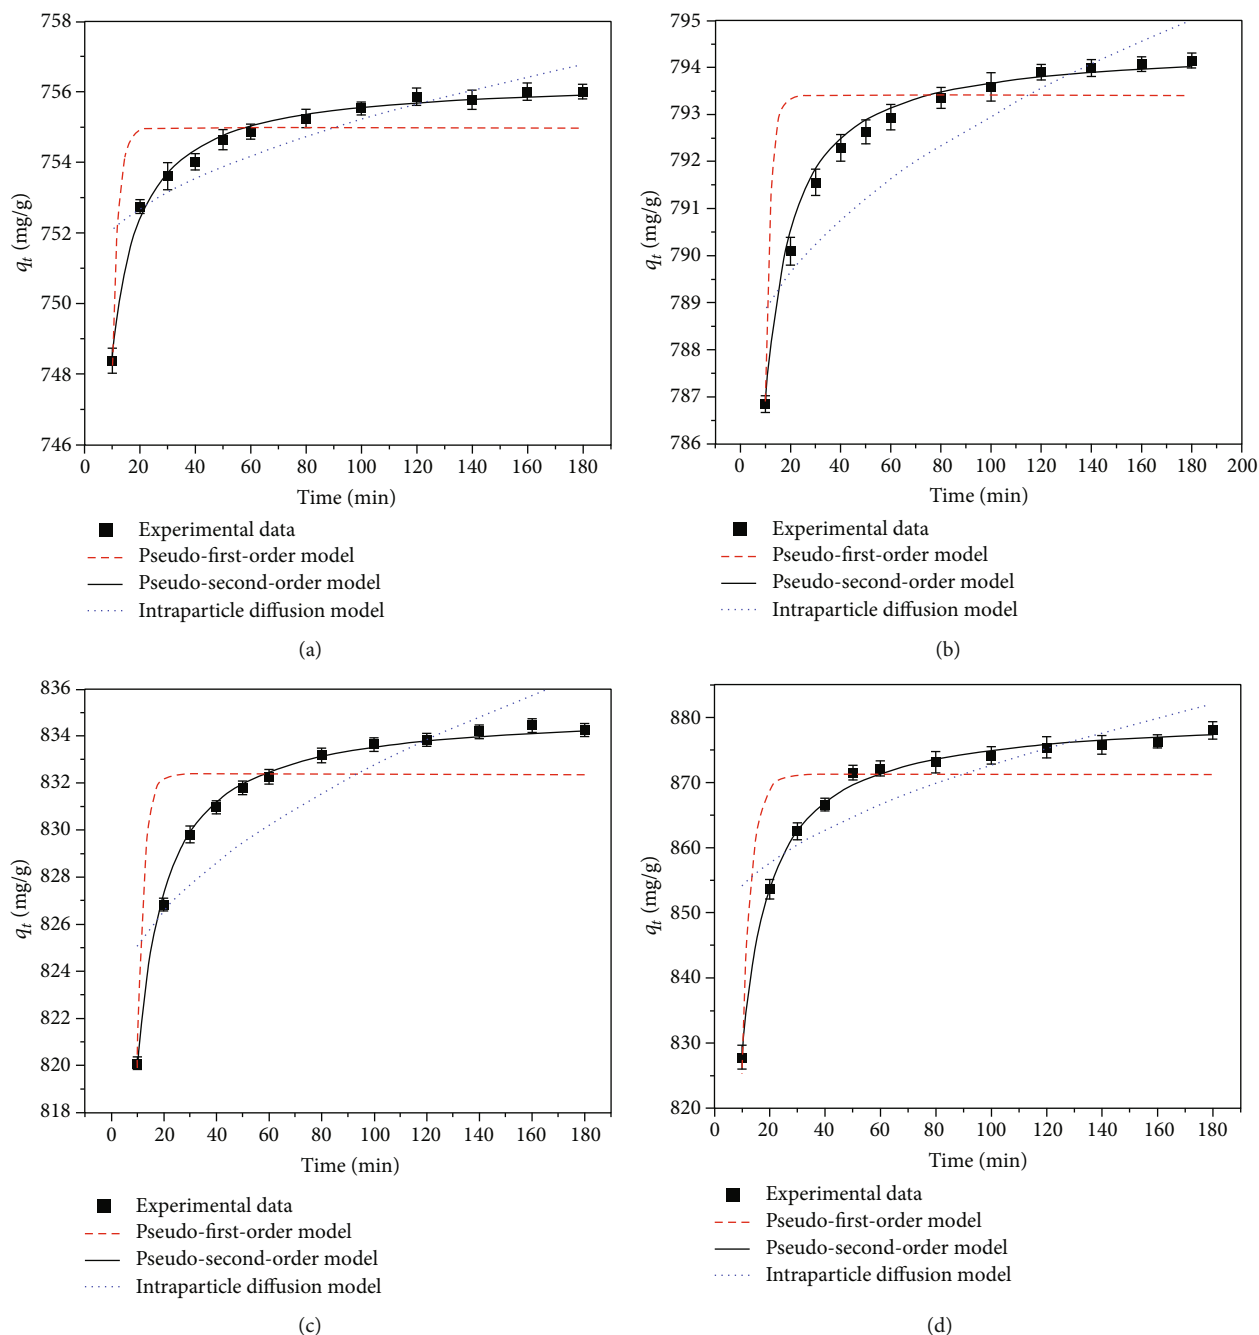 758
756
754
752
750
748
746
q_t (mg/g)
0 20 40 60 80 100 120 140 160 180
Time (min)
Experimental data
Pseudo-first-order model
Pseudo-second-order model
Intraparticle diffusion model
(a)
795
794
793
792
791
790
789
788
787
786
q_t (mg/g)
0 20 40 60 80 100 120 140 160 180 200
Time (min)
Experimental data
Pseudo-first-order model
Pseudo-second-order model
Intraparticle diffusion model
(b)
836
834
832
830
828
826
824
822
820
818
q_t (mg/g)
0 20 40 60 80 100 120 140 160 180
Time (min)
Experimental data
Pseudo-first-order model
Pseudo-second-order model
Intraparticle diffusion model
(c)
880
870
860
850
840
830
820
q_t (mg/g)
0 20 40 60 80 100 120 140 160 180
Time (min)
Experimental data
Pseudo-first-order model
Pseudo-second-order model
Intraparticle diffusion model
(d)